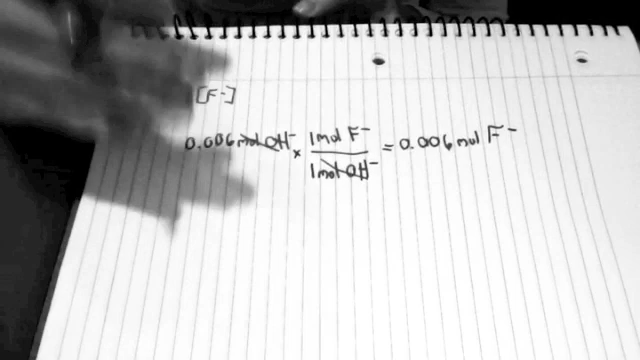 [F-]
0.006 mol OH- × 1 mol F- / 1 mol OH- = 0.006 mol F-